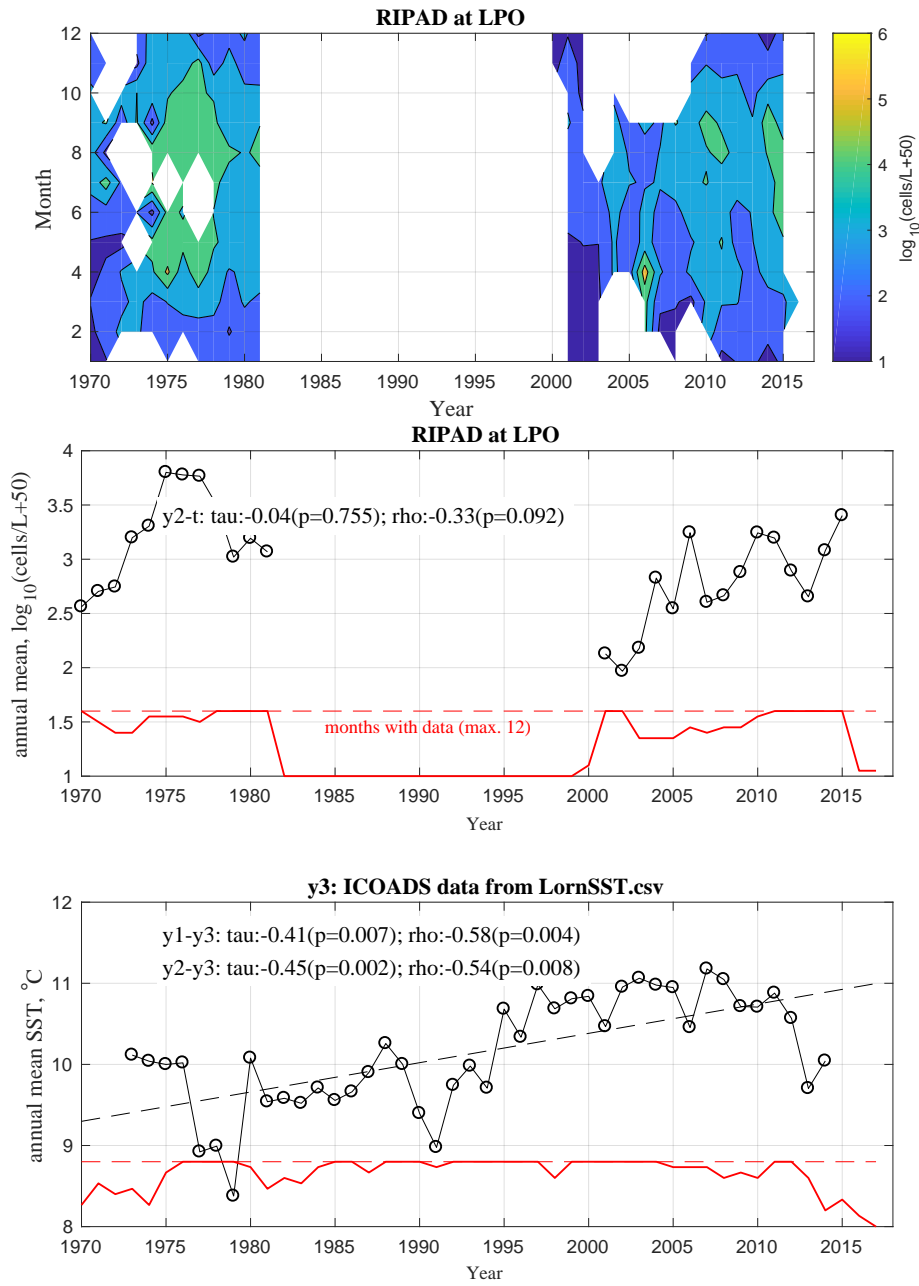 RIPAD at LPO
12
10
8
6
4
2
Month
1970 1975 1980 1985 1990 1995 2000 2005 2010 2015
Year
6
5
4
3
2
1
log10(cells/L+50)
RIPAD at LPO
4
3.5
3
2.5
2
1.5
1
annual mean, log10(cells/L+50)
y2-t: tau:-0.04(p=0.755); rho:-0.33(p=0.092)
months with data (max. 12)
1970 1975 1980 1985 1990 1995 2000 2005 2010 2015
Year
y3: ICOADS data from LornSST.csv
12
11
10
9
8
annual mean SST, °C
y1-y3: tau:-0.41(p=0.007); rho:-0.58(p=0.004)
y2-y3: tau:-0.45(p=0.002); rho:-0.54(p=0.008)
1970 1975 1980 1985 1990 1995 2000 2005 2010 2015
Year